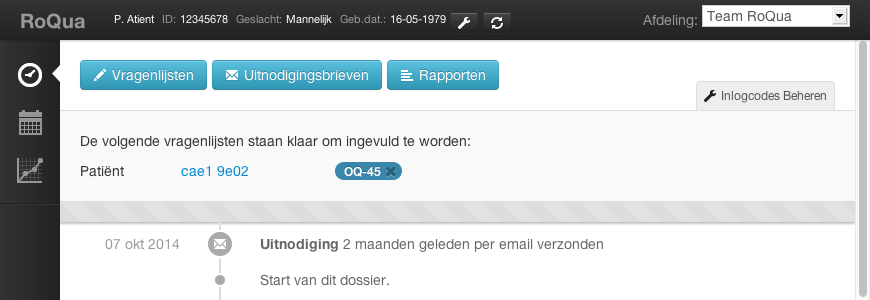 RoQua P. Atient ID: 12345678 Geslacht: Mannelijk Geb.dat.: 16-05-1979 Afdeling: Team RoQua
Vragenlijsten Uitnodigingsbrieven Rapporten
Inlogcodes Beheren
De volgende vragenlijsten staan klaar om ingevuld te worden:
Patiënt cae1 9e02 OQ-45
07 okt 2014 Uitnodiging 2 maanden geleden per email verzonden
Start van dit dossier.